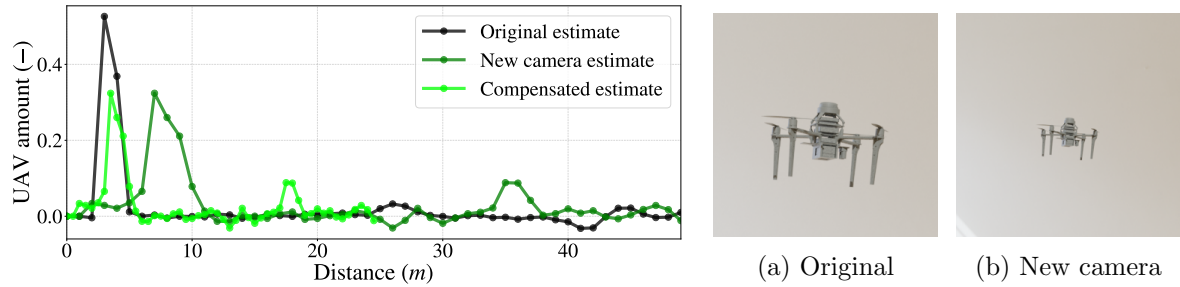 UAV amount (−)
0.4
0.2
0.0
0
10
20
30
40
Distance (m)
Original estimate
New camera estimate
Compensated estimate
(a) Original
(b) New camera